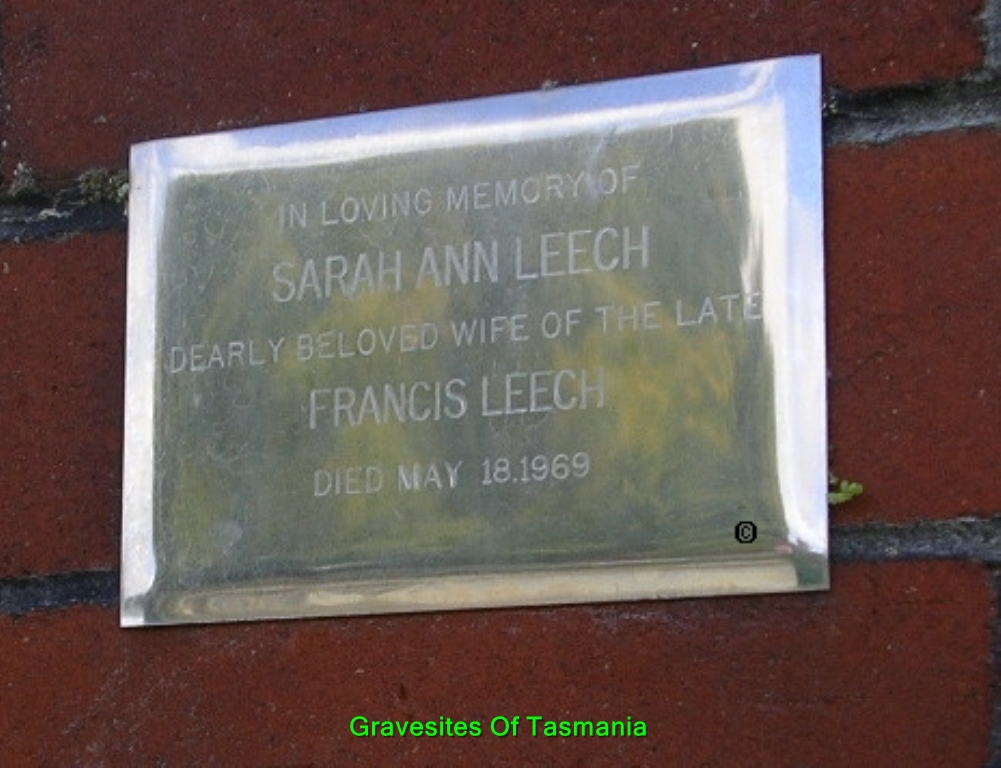 IN LOVING MEMORY OF
SARAH ANN LEECH
DEARLY BELOVED WIFE OF THE LATE
FRANCIS LEECH
DIED MAY 18.1969
©
Gravesites Of Tasmania